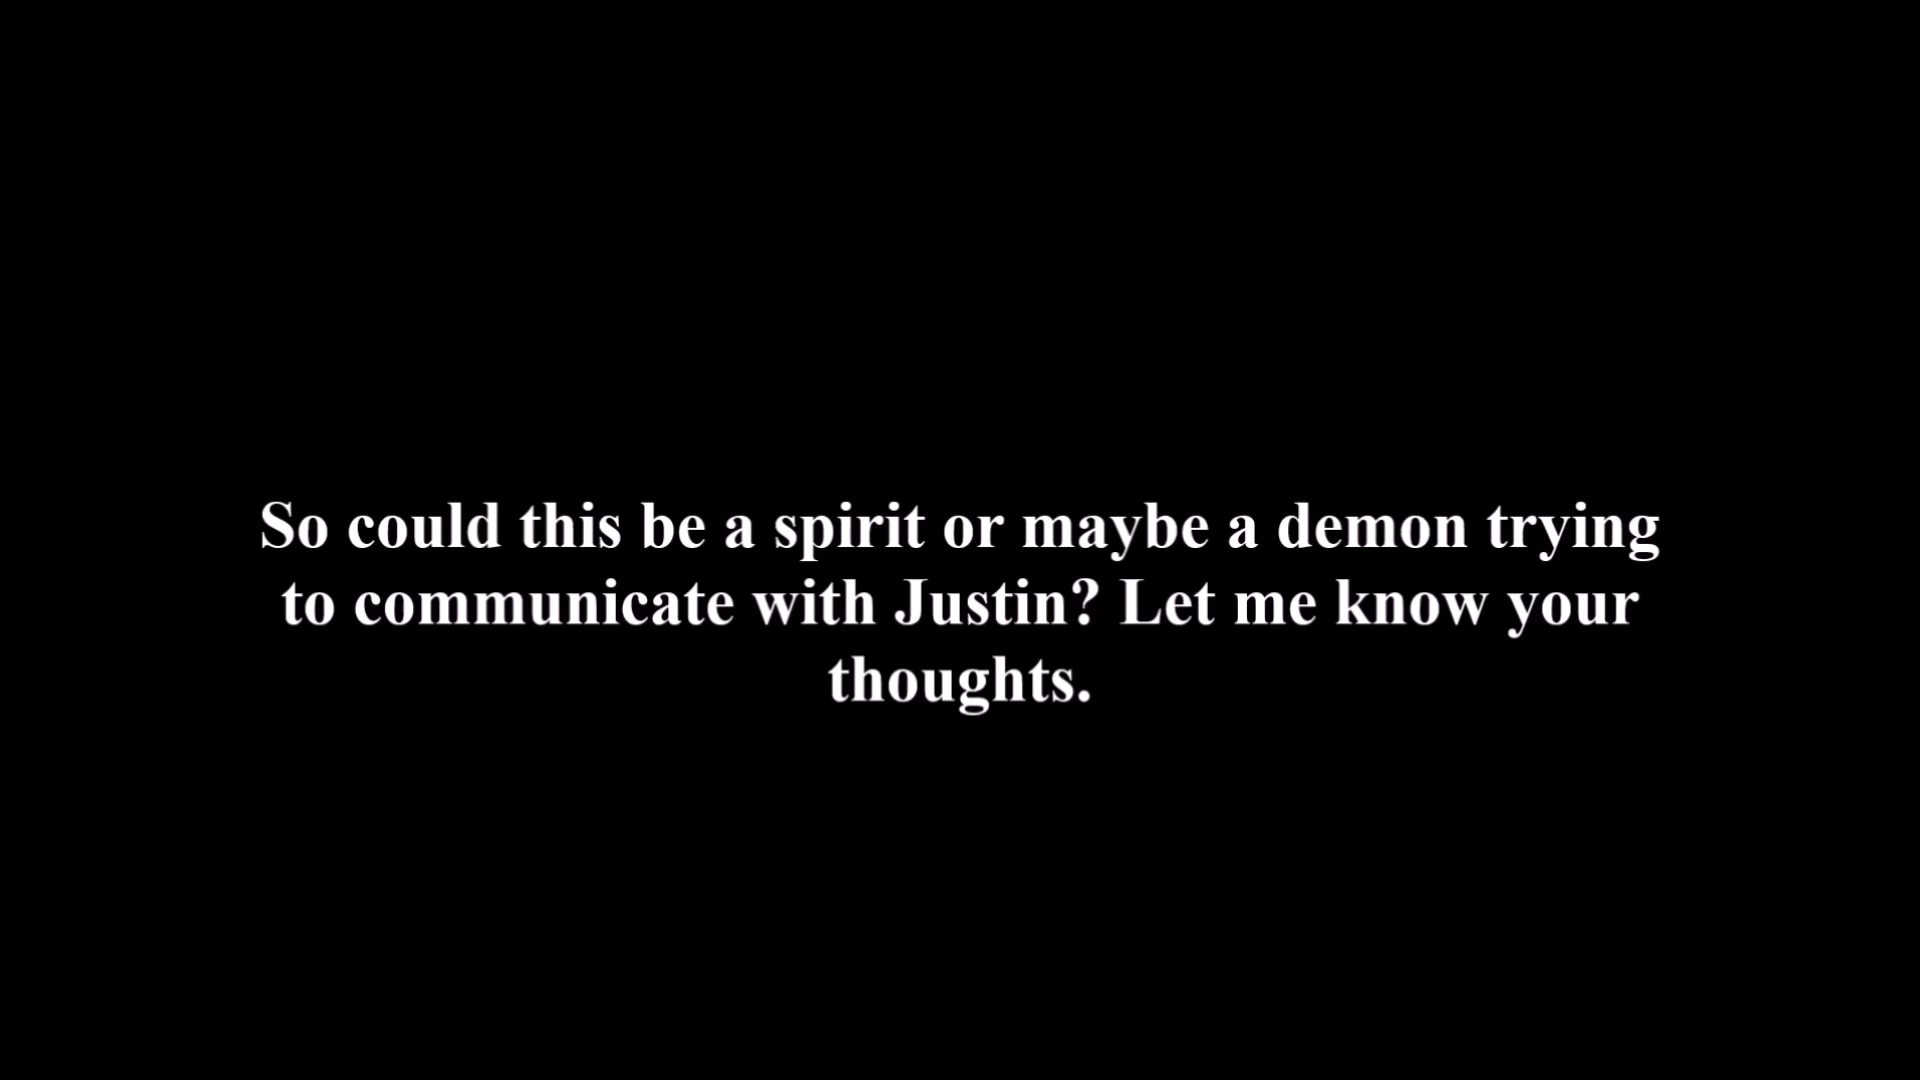 So could this be a spirit or maybe a demon trying
to communicate with Justin? Let me know your
thoughts.